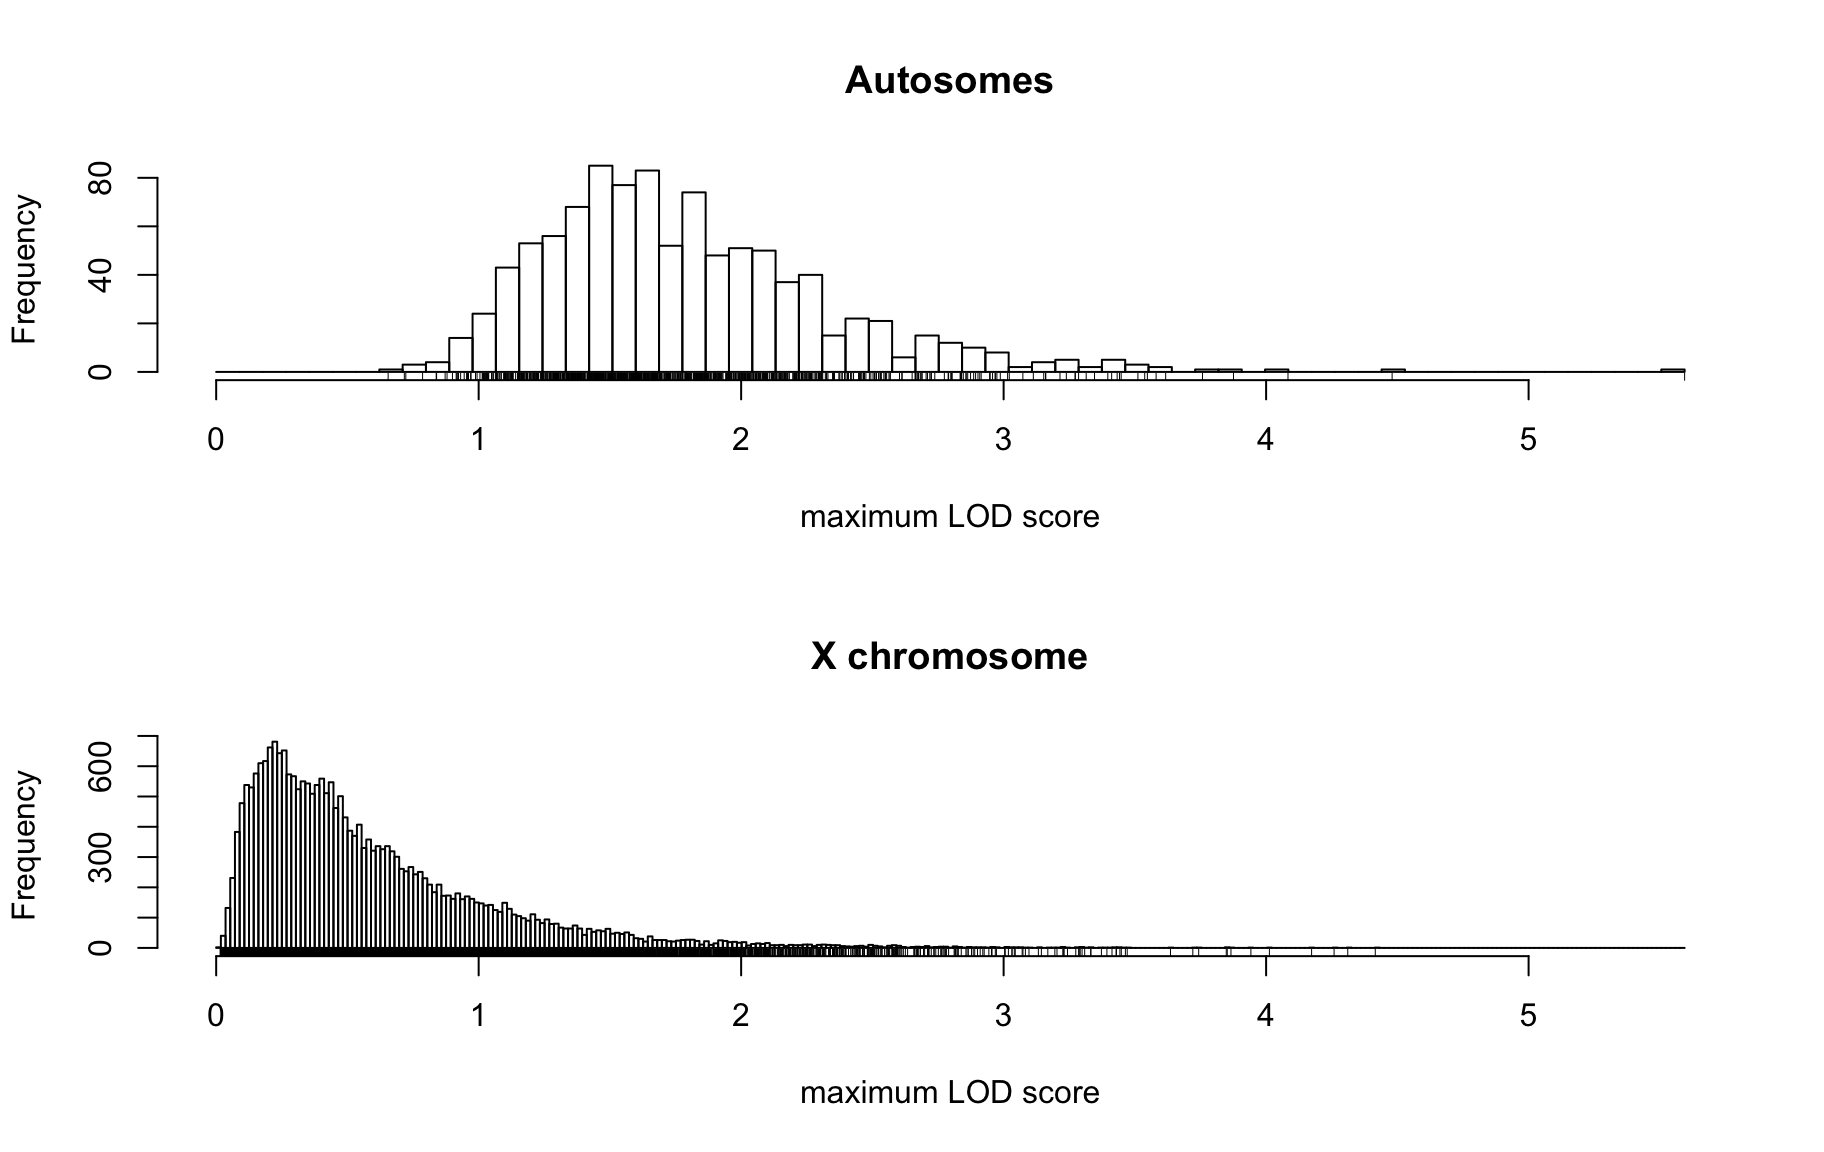 Autosomes
Frequency
80
40
0
0 1 2 3 4 5
maximum LOD score
X chromosome
Frequency
600
300
0
0 1 2 3 4 5
maximum LOD score